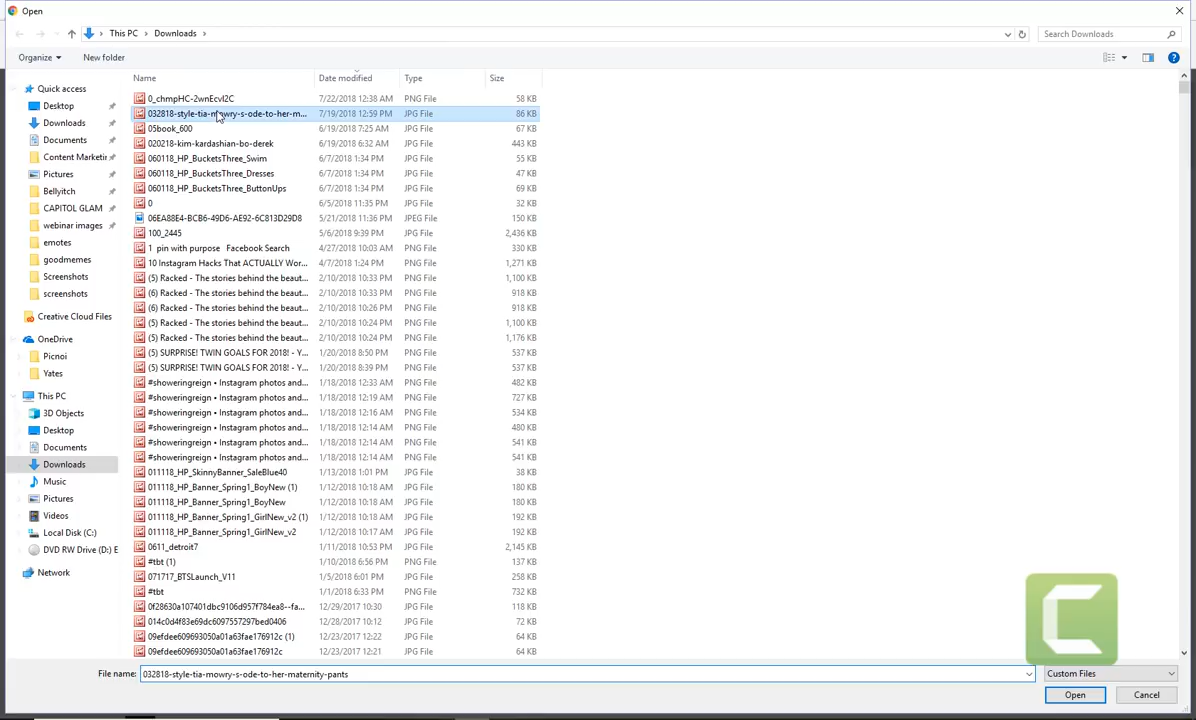 Open
This PC > Downloads >
Search Downloads
Organize
New folder
Name Date modified Type Size
Quick access
Desktop
Downloads
Documents
Content Marketir
Pictures
Bellyitch
CAPITOL GLAM
webinar images
emotes
goodmemes
Screenshots
screenshots
Creative Cloud Files
OneDrive
Picnoi
Yates
This PC
3D Objects
Desktop
Documents
Downloads
Music
Pictures
Videos
Local Disk (C:)
DVD RW Drive (D:) E
Network
0_chmpHC-2wnEcvl2C 7/22/2018 12:38 AM PNG File 58 KB
032818-style-tia-mowry-s-ode-to-her-m... 7/19/2018 12:59 PM JPG File 86 KB
05book_600 6/19/2018 7:25 AM JPG File 67 KB
020218-kim-kardashian-bo-derek 6/19/2018 6:32 AM JPG File 443 KB
060118_HP_BucketsThree_Swim 6/7/2018 1:34 PM JPG File 55 KB
060118_HP_BucketsThree_Dresses 6/7/2018 1:34 PM JPG File 47 KB
060118_HP_BucketsThree_ButtonUps 6/7/2018 1:34 PM JPG File 69 KB
0 6/5/2018 11:35 PM JPG File 32 KB
06EA88E4-BCB6-49D6-AE92-6C813D29D8 5/21/2018 11:36 PM JPEG File 150 KB
100_2445 5/6/2018 9:39 PM JPG File 2,436 KB
1 pin with purpose Facebook Search 4/27/2018 10:03 AM PNG File 330 KB
10 Instagram Hacks That ACTUALLY Wor... 4/7/2018 1:24 PM PNG File 1,271 KB
(5) Racked - The stories behind the beaut... 2/10/2018 10:33 PM PNG File 1,100 KB
(6) Racked - The stories behind the beaut... 2/10/2018 10:33 PM PNG File 918 KB
(6) Racked - The stories behind the beaut... 2/10/2018 10:26 PM PNG File 918 KB
(5) Racked - The stories behind the beaut... 2/10/2018 10:24 PM PNG File 1,100 KB
(5) Racked - The stories behind the beaut... 2/10/2018 10:24 PM PNG File 1,176 KB
(5) SURPRISE! TWIN GOALS FOR 2018! - Y... 1/20/2018 8:50 PM PNG File 537 KB
(5) SURPRISE! TWIN GOALS FOR 2018! - Y... 1/20/2018 8:39 PM PNG File 537 KB
#showeringreign • Instagram photos and... 1/18/2018 12:33 AM PNG File 482 KB
#showeringreign • Instagram photos and... 1/18/2018 12:19 AM PNG File 727 KB
#showeringreign • Instagram photos and... 1/18/2018 12:16 AM PNG File 534 KB
#showeringreign • Instagram photos and... 1/18/2018 12:14 AM PNG File 480 KB
#showeringreign • Instagram photos and... 1/18/2018 12:14 AM PNG File 541 KB
#showeringreign • Instagram photos and... 1/18/2018 12:14 AM PNG File 541 KB
011118_HP_SkinnyBanner_SaleBlue40 1/13/2018 1:01 PM JPG File 38 KB
011118_HP_Banner_Spring1_BoyNew (1) 1/12/2018 10:18 AM JPG File 180 KB
011118_HP_Banner_Spring1_BoyNew 1/12/2018 10:18 AM JPG File 180 KB
011118_HP_Banner_Spring1_GirlNew_v2 (1) 1/12/2018 10:18 AM JPG File 192 KB
011118_HP_Banner_Spring1_GirlNew_v2 1/12/2018 10:17 AM JPG File 192 KB
0611_detroit7 1/11/2018 10:53 PM JPG File 2,145 KB
#tbt (1) 1/10/2018 6:56 PM PNG File 137 KB
071717_BTSLaunch_V11 1/5/2018 6:01 PM JPG File 258 KB
#tbt 1/1/2018 6:33 PM PNG File 732 KB
0f28630a107401dbc9106d957f784ea8--fa... 12/29/2017 10:30 JPG File 118 KB
014c0d4f83e69dc6097557297bed0406 12/28/2017 10:12 JPG File 72 KB
09efdee609693050a01a63fae176912c (1) 12/23/2017 12:22 JPG File 64 KB
09efdee609693050a01a63fae176912c 12/23/2017 12:21 JPG File 64 KB
File name: 032818-style-tia-mowry-s-ode-to-her-maternity-pants
Custom Files
Open
Cancel